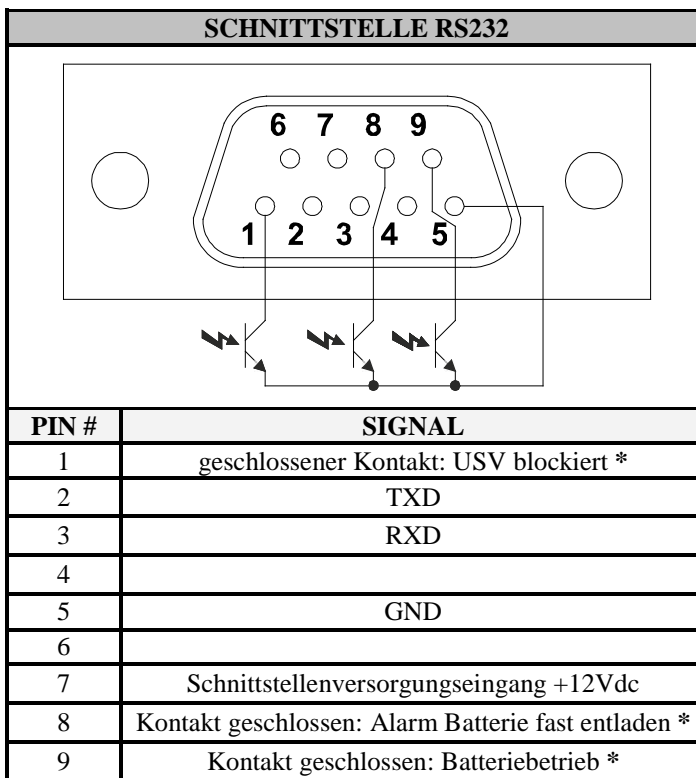 SCHNITTSTELLE RS232
6 7 8 9
1 2 3 4 5
PIN # SIGNAL
1 geschlossener Kontakt: USV blockiert *
2 TXD
3 RXD
4
5 GND
6
7 Schnittstellenversorgungseingang +12Vdc
8 Kontakt geschlossen: Alarm Batterie fast entladen *
9 Kontakt geschlossen: Batteriebetrieb *